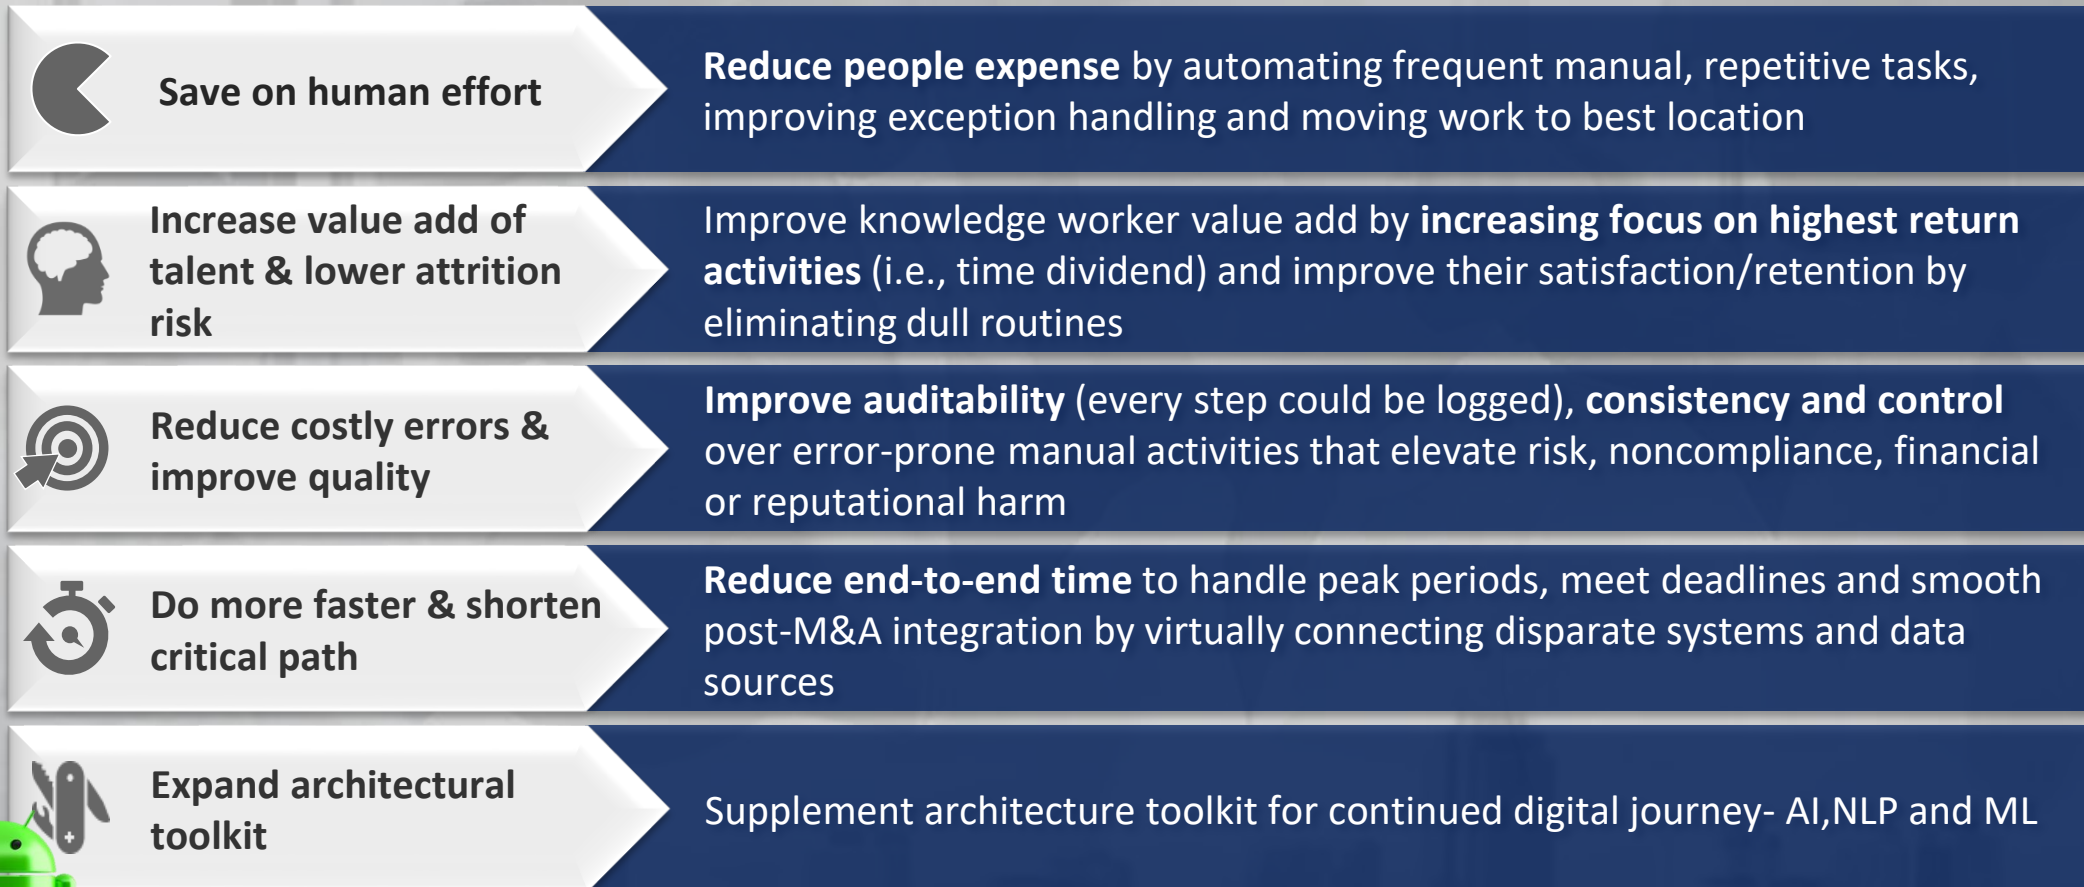 Save on human effort
Reduce people expense by automating frequent manual, repetitive tasks,
improving exception handling and moving work to best location
Increase value add of
talent & lower attrition
risk
Improve knowledge worker value add by increasing focus on highest return
activities (i.e., time dividend) and improve their satisfaction/retention by
eliminating dull routines
Reduce costly errors &
improve quality
Improve auditability (every step could be logged), consistency and control
over error-prone manual activities that elevate risk, noncompliance, financial
or reputational harm
Do more faster & shorten
critical path
Reduce end-to-end time to handle peak periods, meet deadlines and smooth
post-M&A integration by virtually connecting disparate systems and data
sources
Expand architectural
toolkit
Supplement architecture toolkit for continued digital journey- AI,NLP and ML